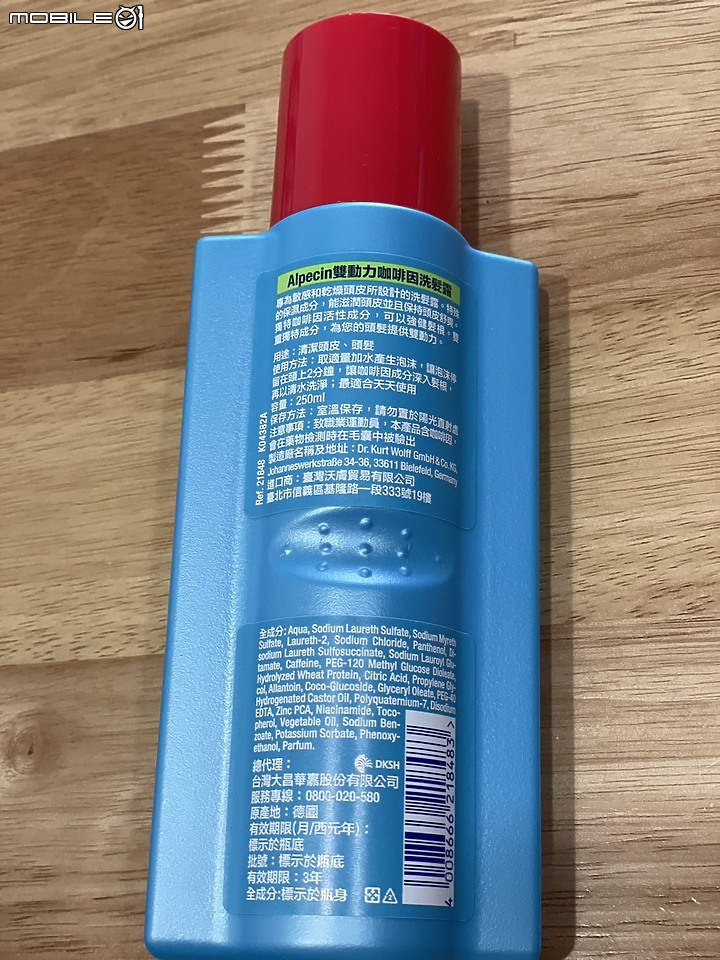 MOBILE01
Alpecin雙動力咖啡因洗髮露
專為敏感和乾燥頭皮所設計的洗髮露。特殊
的保濕成分，能滋潤頭皮並且保持頭皮舒爽。
獨特咖啡因活性成分，可以強健髮根。雙
重獨特成分，為您的頭髮提供雙動力。
用途：清潔頭皮、頭髮
使用方法：取適量加水產生泡沫，讓泡沫停
留在頭上2分鐘，讓咖啡因成分深入髮根，
再以清水洗淨；最適合天天使用
容量：250ml
保存方法：室溫保存，請勿置於陽光直射處
注意事項：致職業運動員，本產品含咖啡因，
會在藥物檢測時在毛囊中被驗出
製造廠名稱及地址：Dr. Kurt Wolff GmbH & Co. KG,
Johanneswerkstraße 34-36, 33611 Bielefeld, Germany
進口商：臺灣沃膚貿易有限公司
臺北市信義區基隆路一段333號19樓
Ref. 21848 K04382A
全成分: Aqua, Sodium Laureth Sulfate, Sodium Myreth
Sulfate, Laureth-2, Sodium Chloride, Panthenol, Di-
sodium Laureth Sulfosuccinate, Sodium Lauroyl Glu-
tamate, Caffeine, PEG-120 Methyl Glucose Dioleate,
Hydrolyzed Wheat Protein, Citric Acid, Propylene Gly-
col, Allantoin, Coco-Glucoside, Glyceryl Oleate, PEG-40
Hydrogenated Castor Oil, Polyquaternium-7, Disodium
EDTA, Zinc PCA, Niacinamide, Toco-
pherol, Vegetable Oil, Sodium Ben-
zoate, Potassium Sorbate, Phenoxy-
ethanol, Parfum.
總代理： DKSH
台灣大昌華嘉股份有限公司
服務專線：0800-020-580
原產地：德國
有效期限(月/西元年)：
標示於瓶底
批號：標示於瓶底
有效期限：3年
全成分:標示於瓶身
4 008666 218483 >